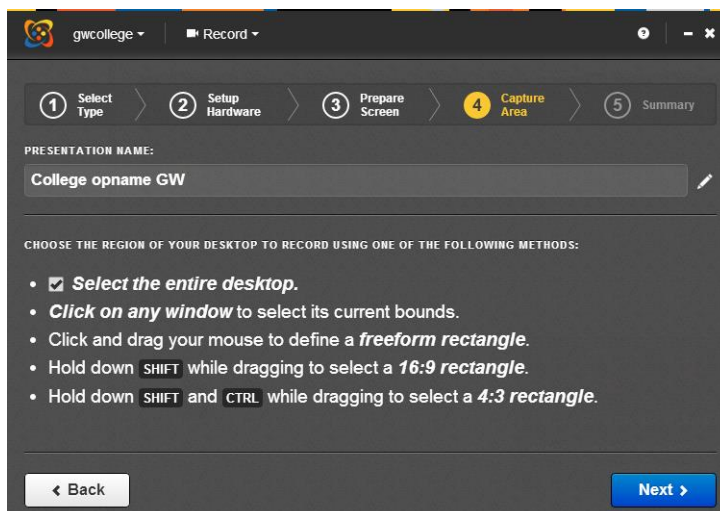 gwcollege Record
1 Select Type 2 Setup Hardware 3 Prepare Screen 4 Capture Area 5 Summary
PRESENTATION NAME:
College opname GW
CHOOSE THE REGION OF YOUR DESKTOP TO RECORD USING ONE OF THE FOLLOWING METHODS:
• Select the entire desktop.
• Click on any window to select its current bounds.
• Click and drag your mouse to define a freeform rectangle.
• Hold down SHIFT while dragging to select a 16:9 rectangle.
• Hold down SHIFT and CTRL while dragging to select a 4:3 rectangle.
Back Next